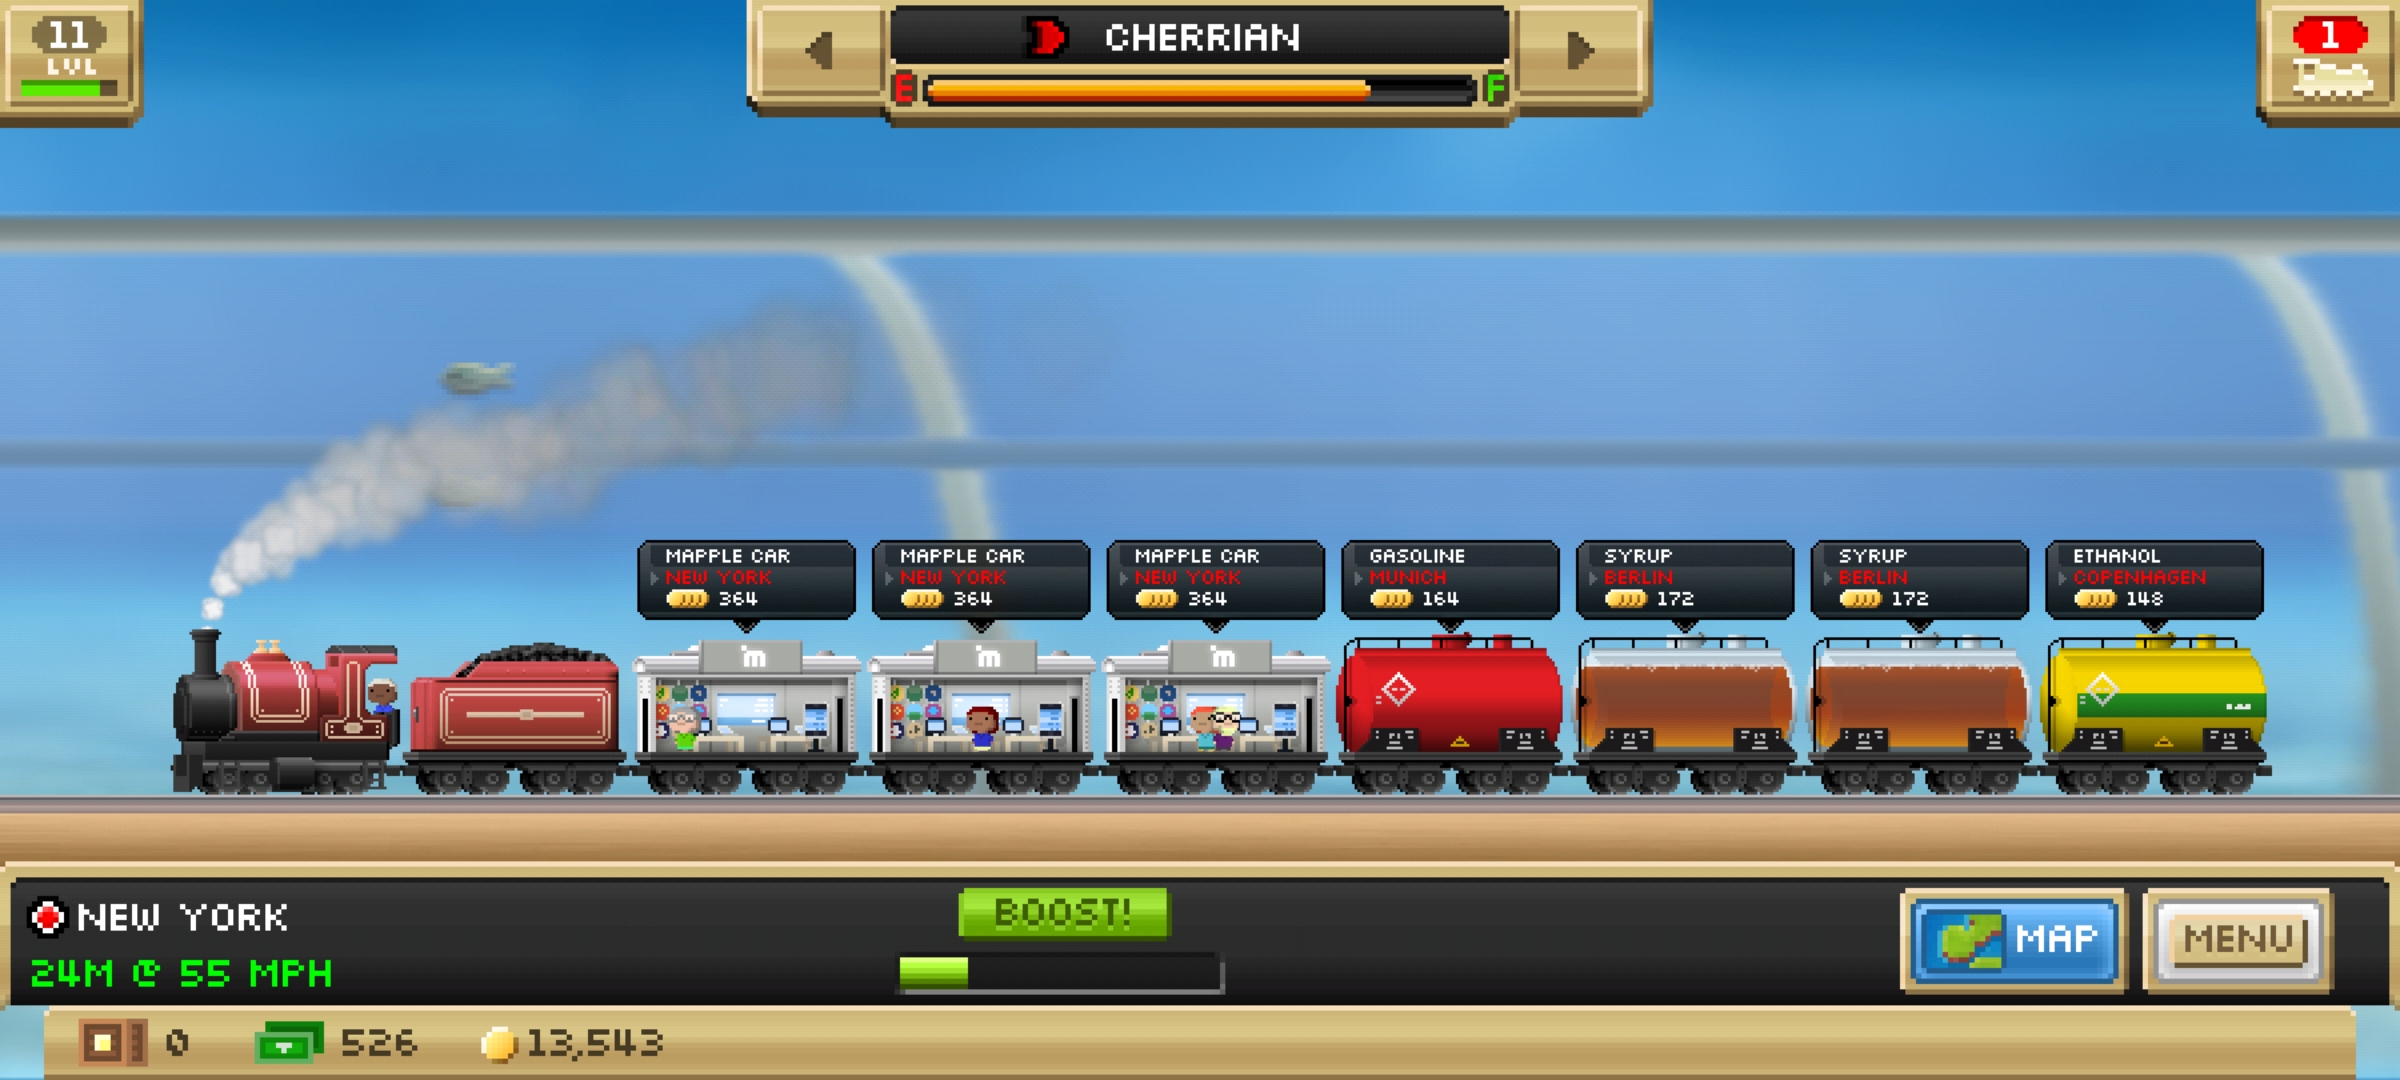 11
LVL
CHERRIAN
E F
1
MAPPLE CAR
NEW YORK
364
MAPPLE CAR
NEW YORK
364
MAPPLE CAR
NEW YORK
364
GASOLINE
MUNICH
164
SYRUP
BERLIN
172
SYRUP
BERLIN
172
ETHANOL
COPENHAGEN
148
m
m
m
NEW YORK
24M @ 55 MPH
BOOST!
MAP
MENU
0
526
13,543